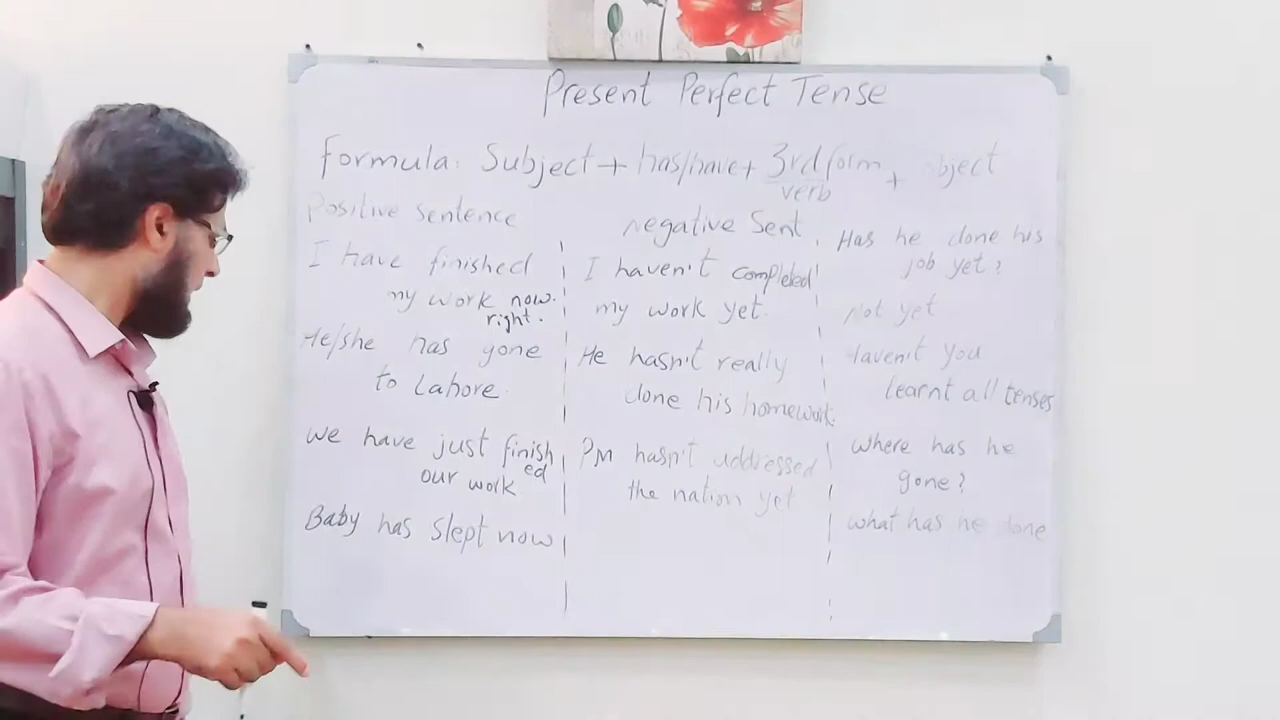 Present Perfect Tense
formula: Subject + has/have + 3rd form + object
verb
Positive sentence
I have finished
my work now.
right.
He/she has gone
to Lahore.
we have just finish
ed
our work
Baby has slept now
negative Sent.
I haven't completed
my work yet.
He hasn't really
done his homework.
PM hasn't addressed
the nation yet
Has he done his
job yet?
Not yet
Haven't you
learnt all tenses
where has he
gone?
what has he done